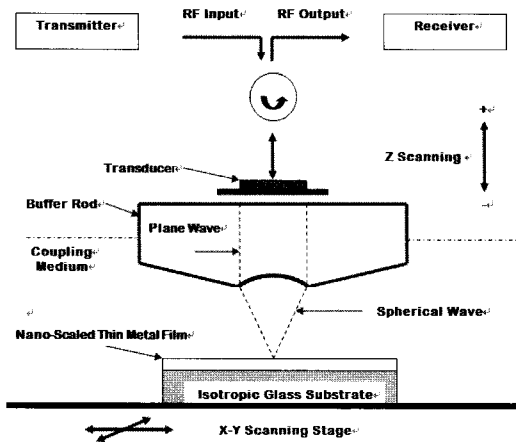 Transmitter
RF Input
RF Output
Receiver
+
Z Scanning
Transducer
Buffer Rod
Plane Wave
−
Coupling
Medium
Spherical Wave
Nano-Scaled Thin Metal Film
Isotropic Glass Substrate
X-Y Scanning Stage